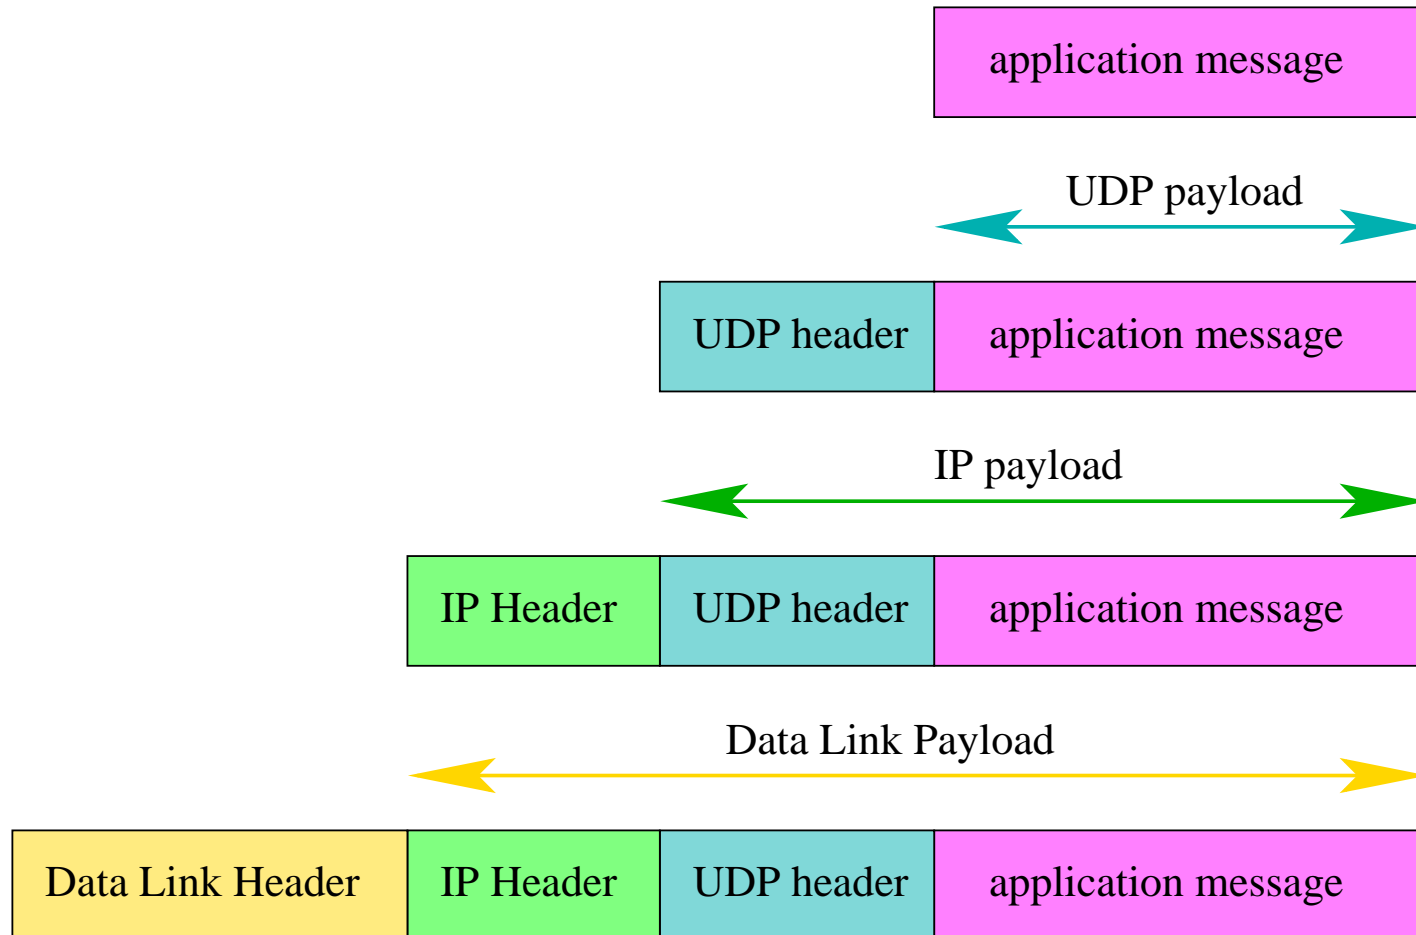 application message
UDP payload
UDP header application message
IP payload
IP Header UDP header application message
Data Link Payload
Data Link Header IP Header UDP header application message